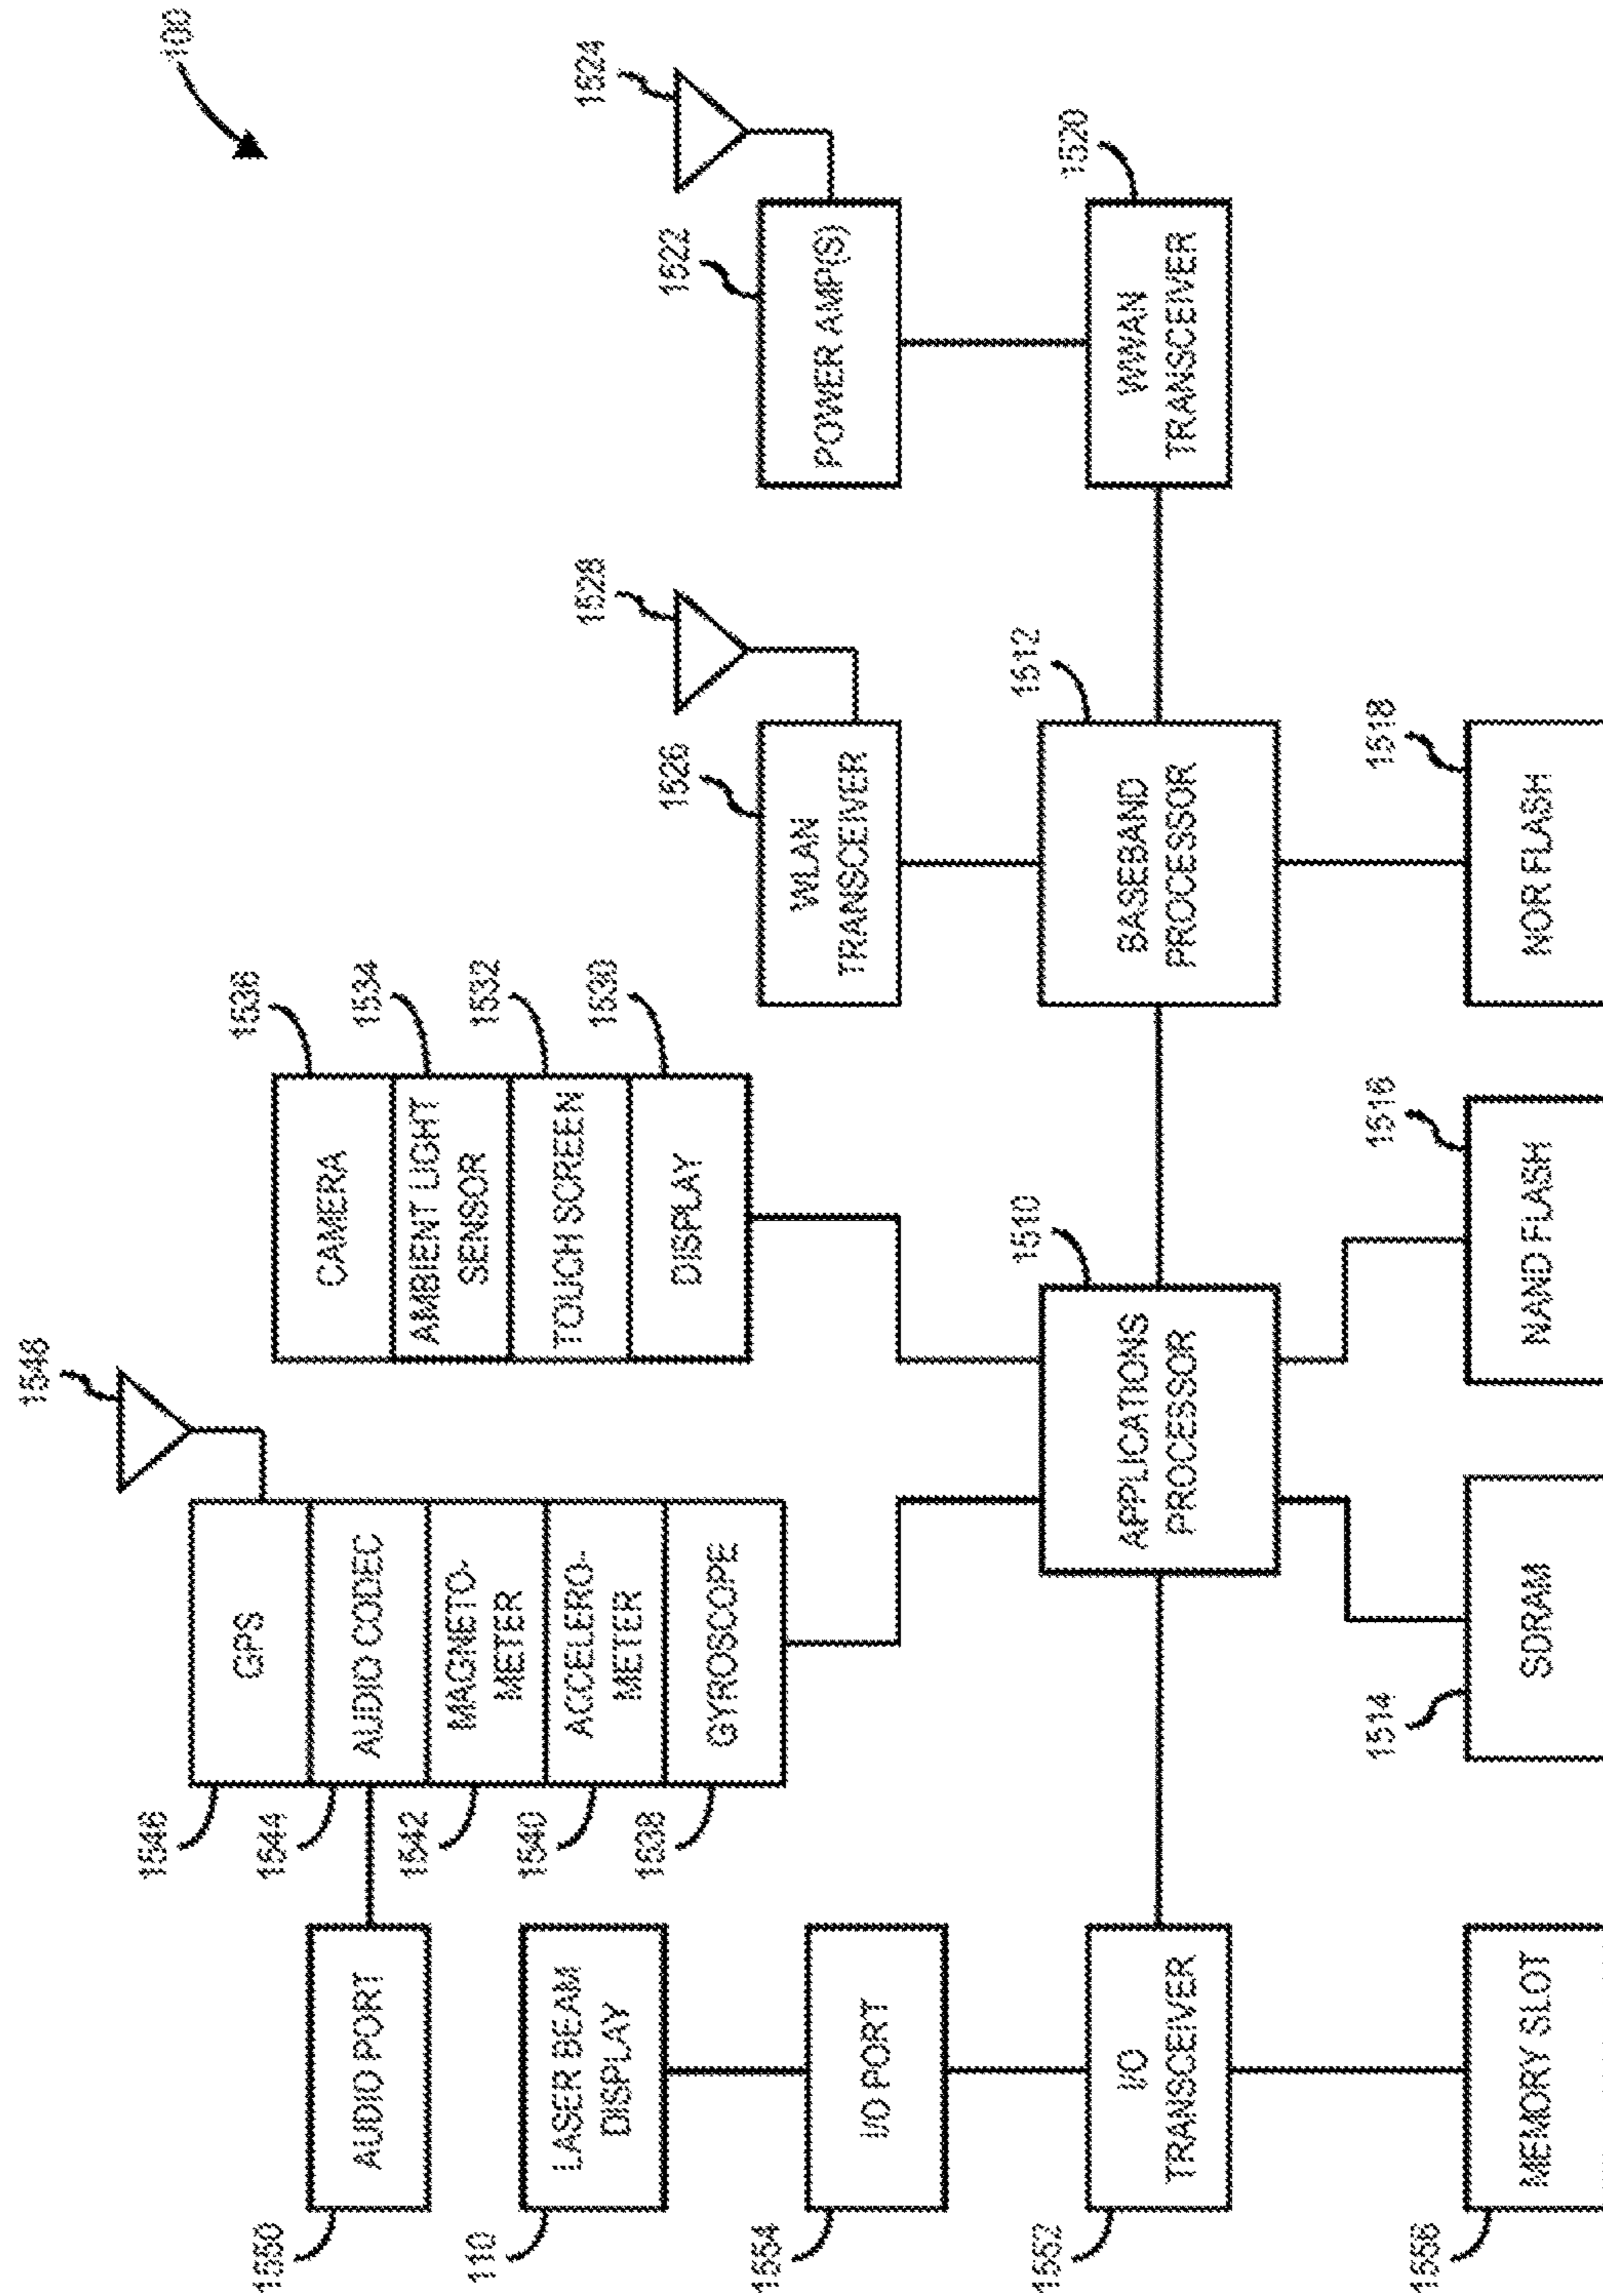 1548
100
1546
GPS
1536
1550
1544
CAMERA
AUDIO PORT
AUDIO CODEC
1534
1542
MAGNETO-
METER
AMBIENT LIGHT
SENSOR
1532
110
LASER BEAM
DISPLAY
1540
ACCELERO-
METER
TOUCH SCREEN
1530
1528
1524
1538
GYROSCOPE
DISPLAY
1526
1522
1554
I/O PORT
WLAN
TRANSCEIVER
POWER AMP(S)
1510
1512
1552
1520
I/O
TRANSCEIVER
APPLICATIONS
PROCESSOR
BASEBAND
PROCESSOR
WWAN
TRANSCEIVER
1514
1516
1518
1556
MEMORY SLOT
SDRAM
NAND FLASH
NOR FLASH